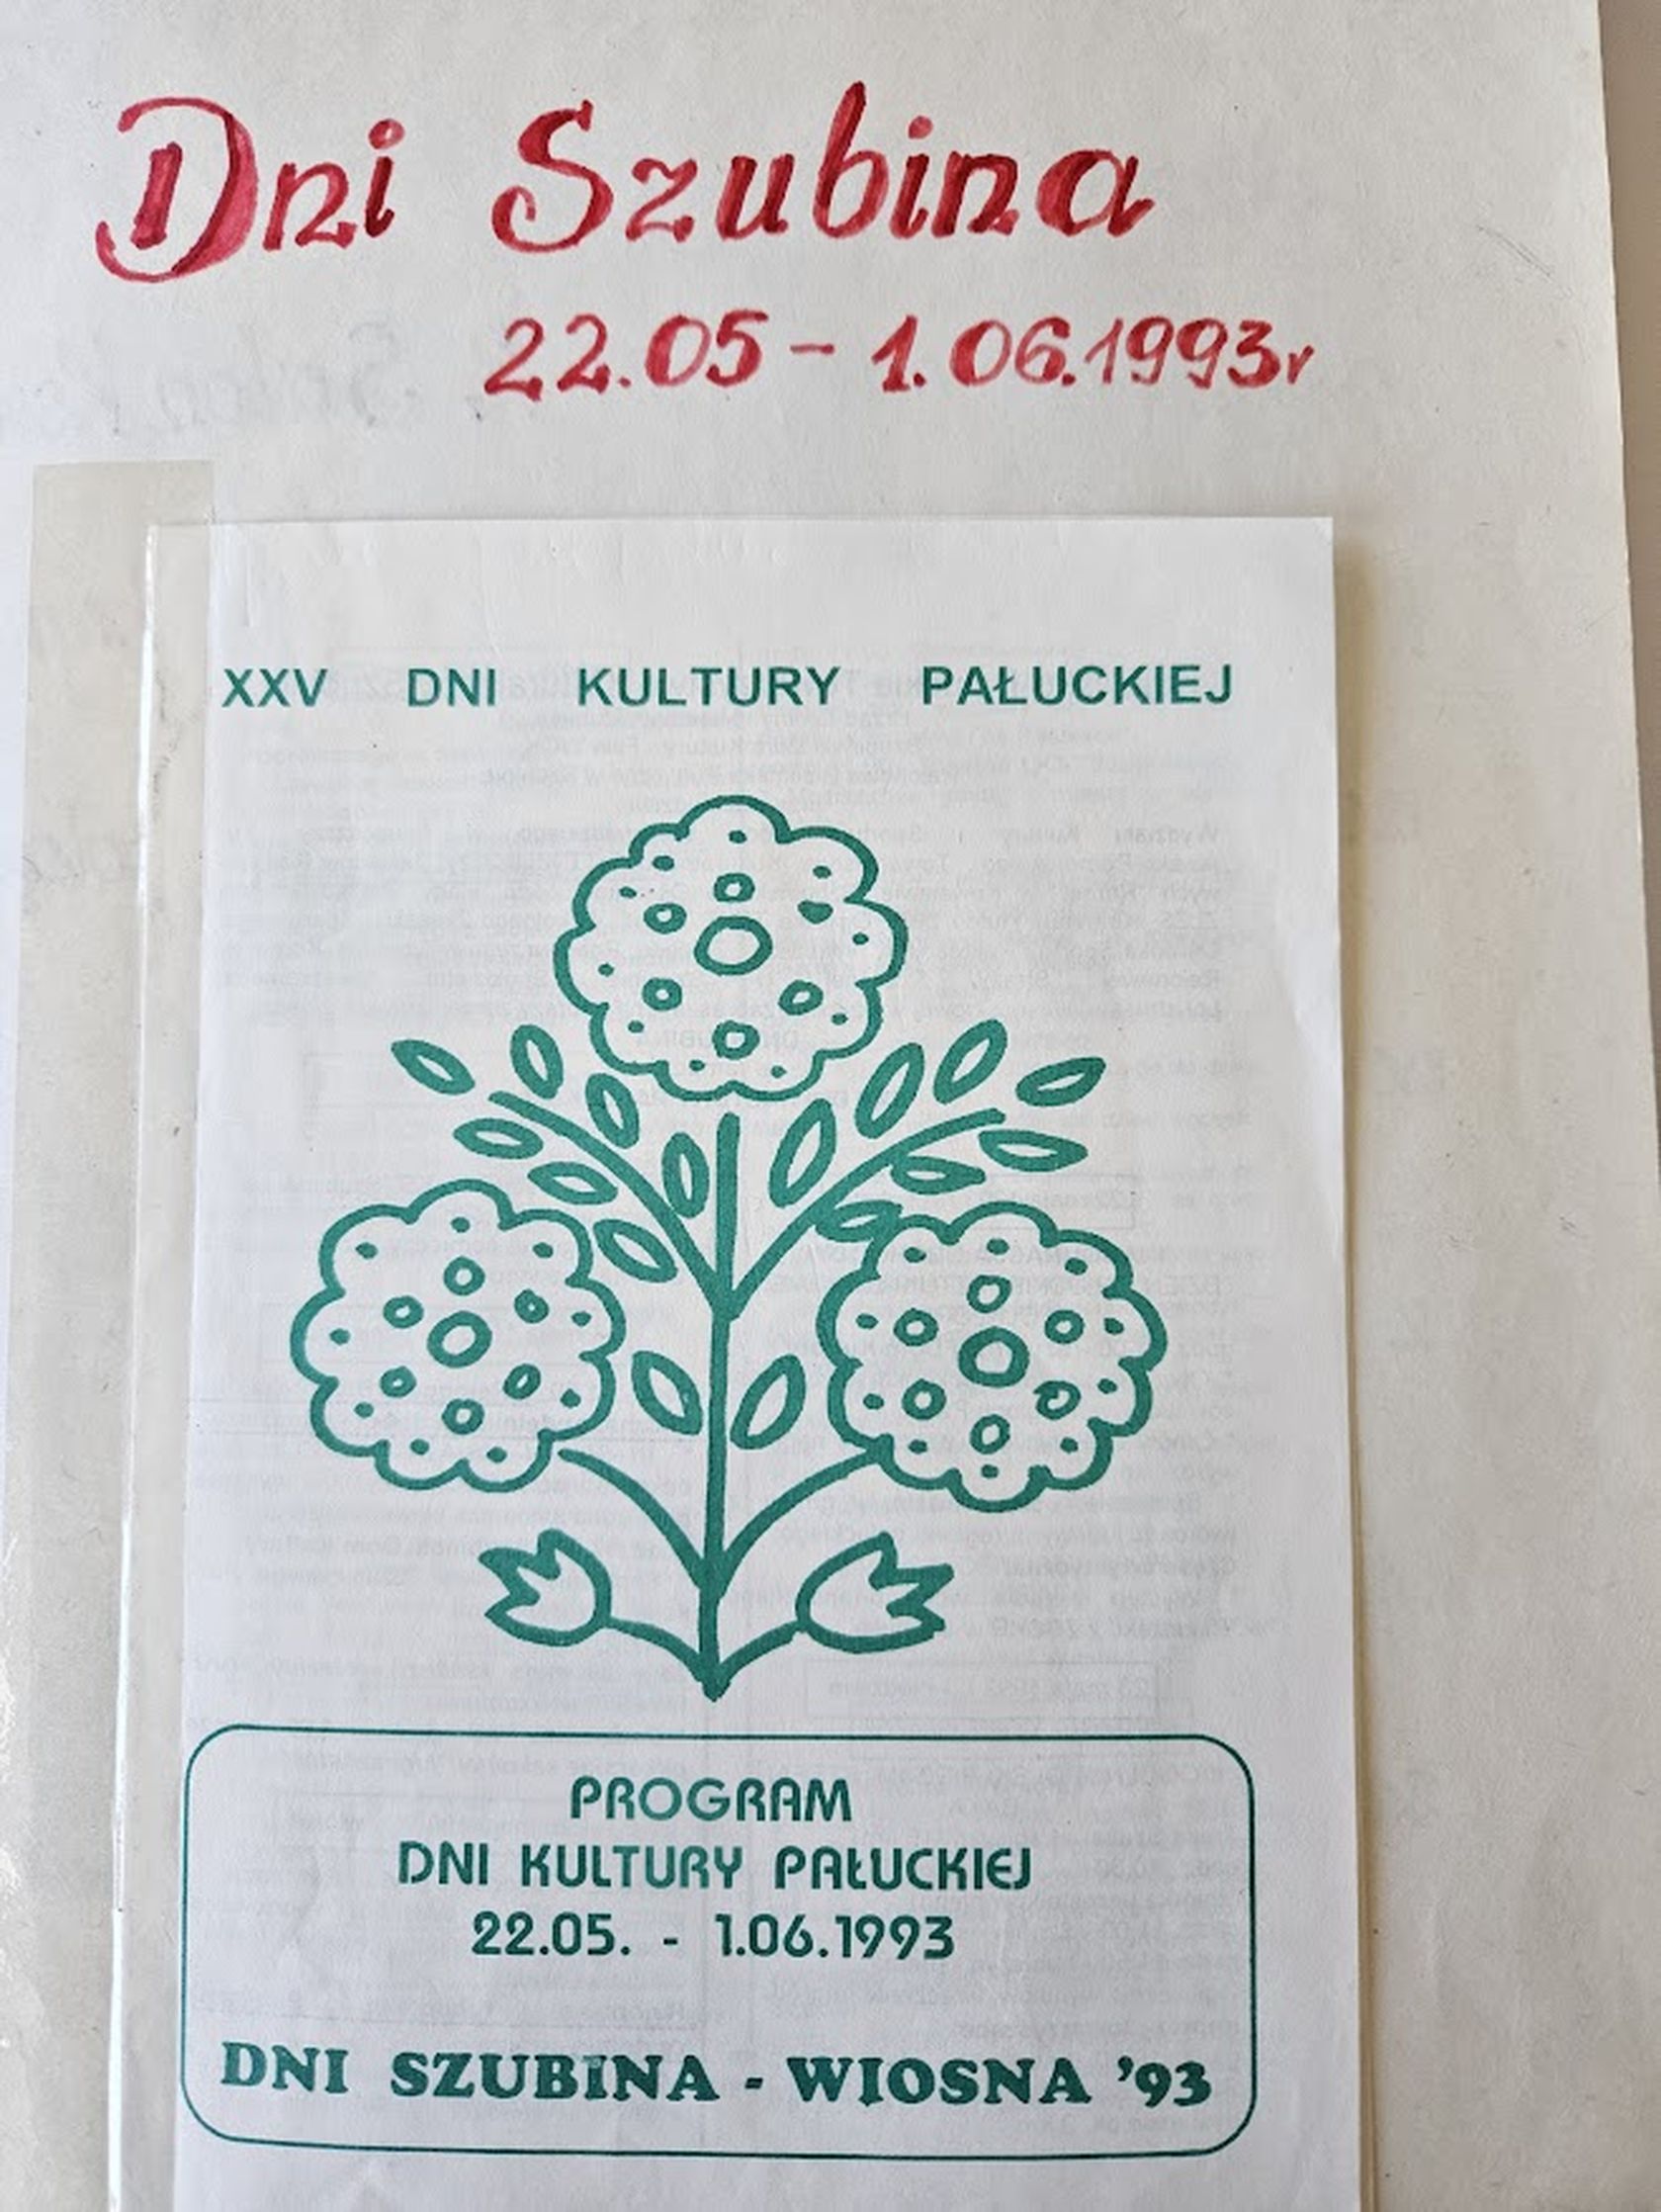 Dni Szubina
22.05 - 1.06.1993r
XXV DNI KULTURY PAŁUCKIEJ
PROGRAM
DNI KULTURY PAŁUCKIEJ
22.05. - 1.06.1993
DNI SZUBINA - WIOSNA '93